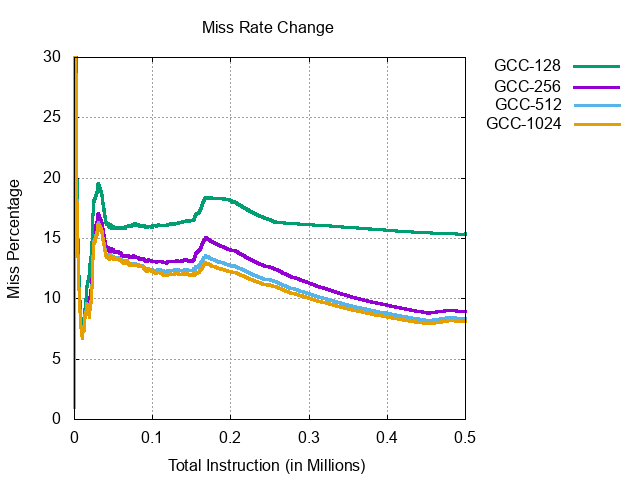 Miss Rate Change
30
25
20
15
10
5
0
Miss Percentage
0 0.1 0.2 0.3 0.4 0.5
Total Instruction (in Millions)
GCC-128
GCC-256
GCC-512
GCC-1024